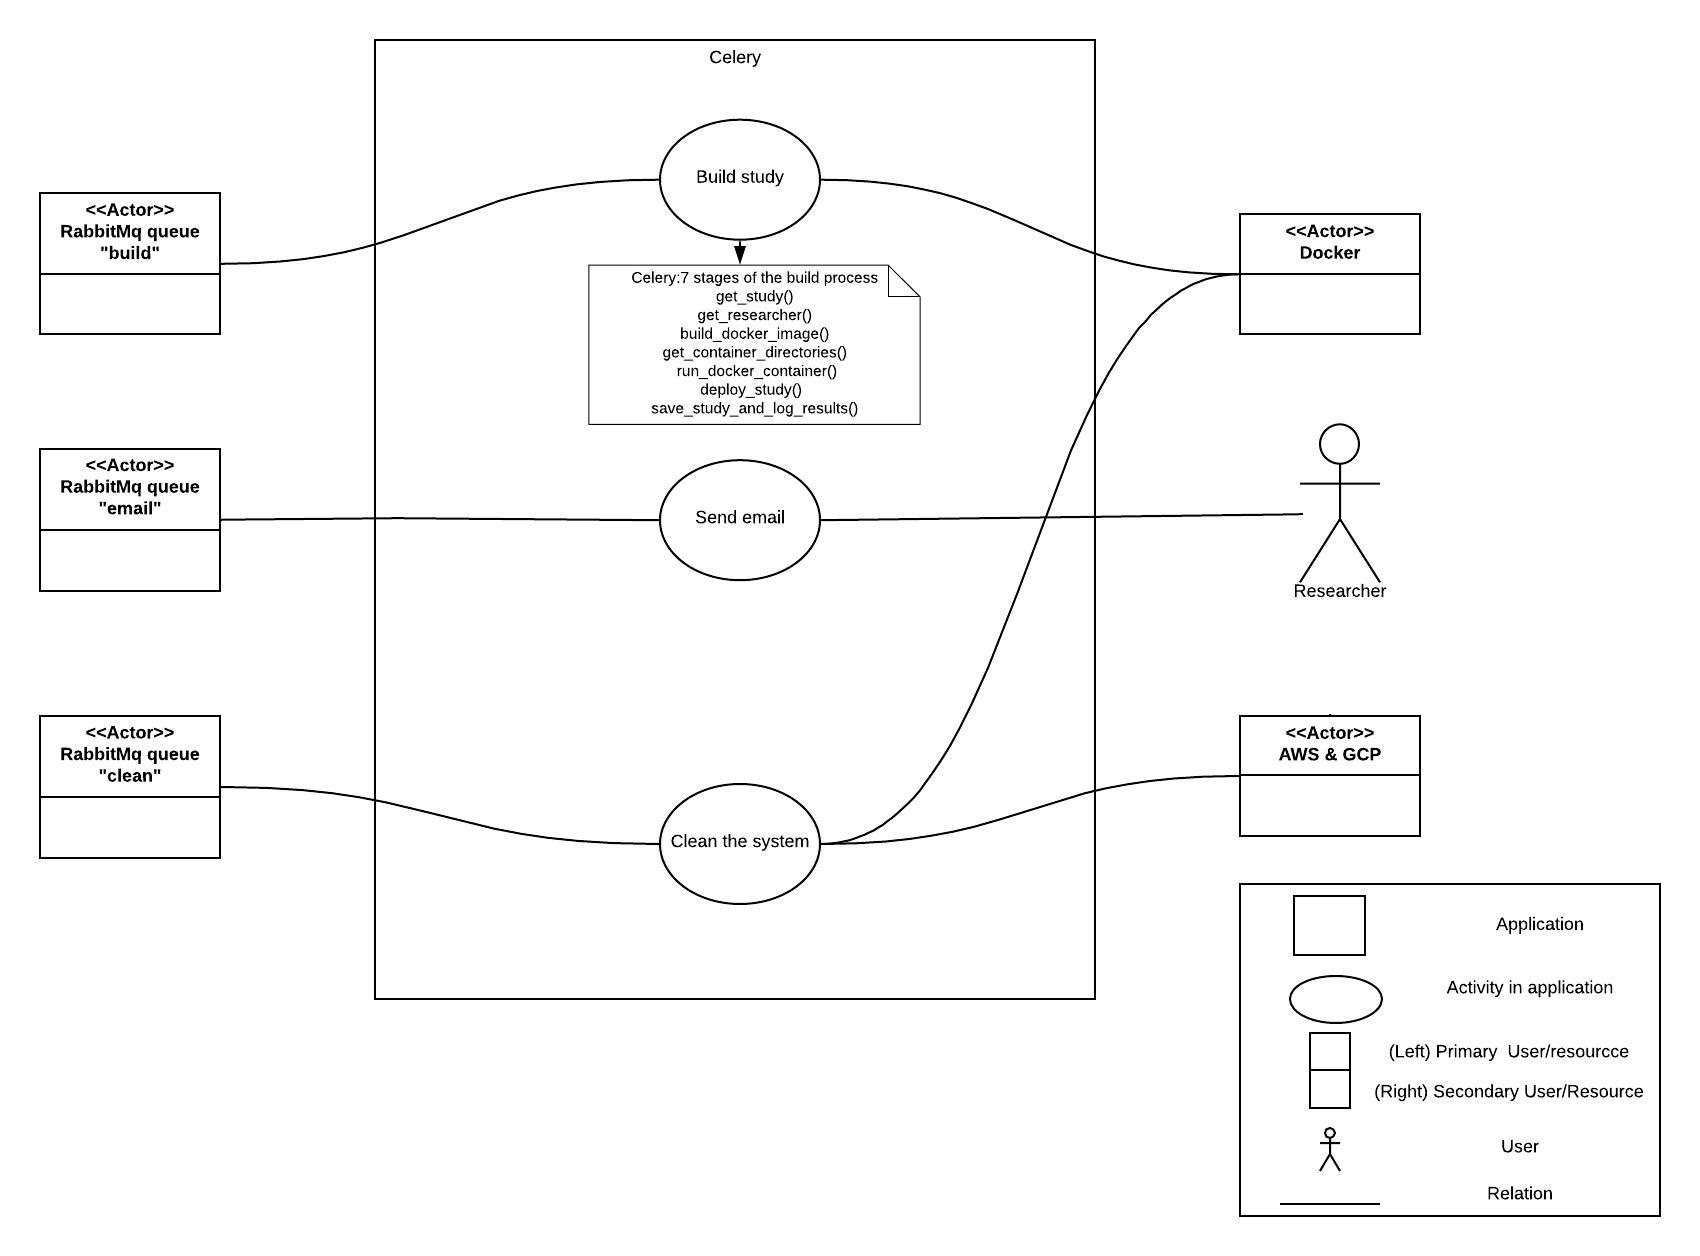 Celery
Build study
<<Actor>>
RabbitMq queue
"build"
<<Actor>>
Docker
Celery:7 stages of the build process
get_study()
get_researcher()
build_docker_image()
get_container_directories()
run_docker_container()
deploy_study()
save_study_and_log_results()
<<Actor>>
RabbitMq queue
"email"
Send email
Researcher
<<Actor>>
RabbitMq queue
"clean"
Clean the system
<<Actor>>
AWS & GCP
Application
Activity in application
(Left) Primary  User/resourcce
(Right) Secondary User/Resource
User
Relation